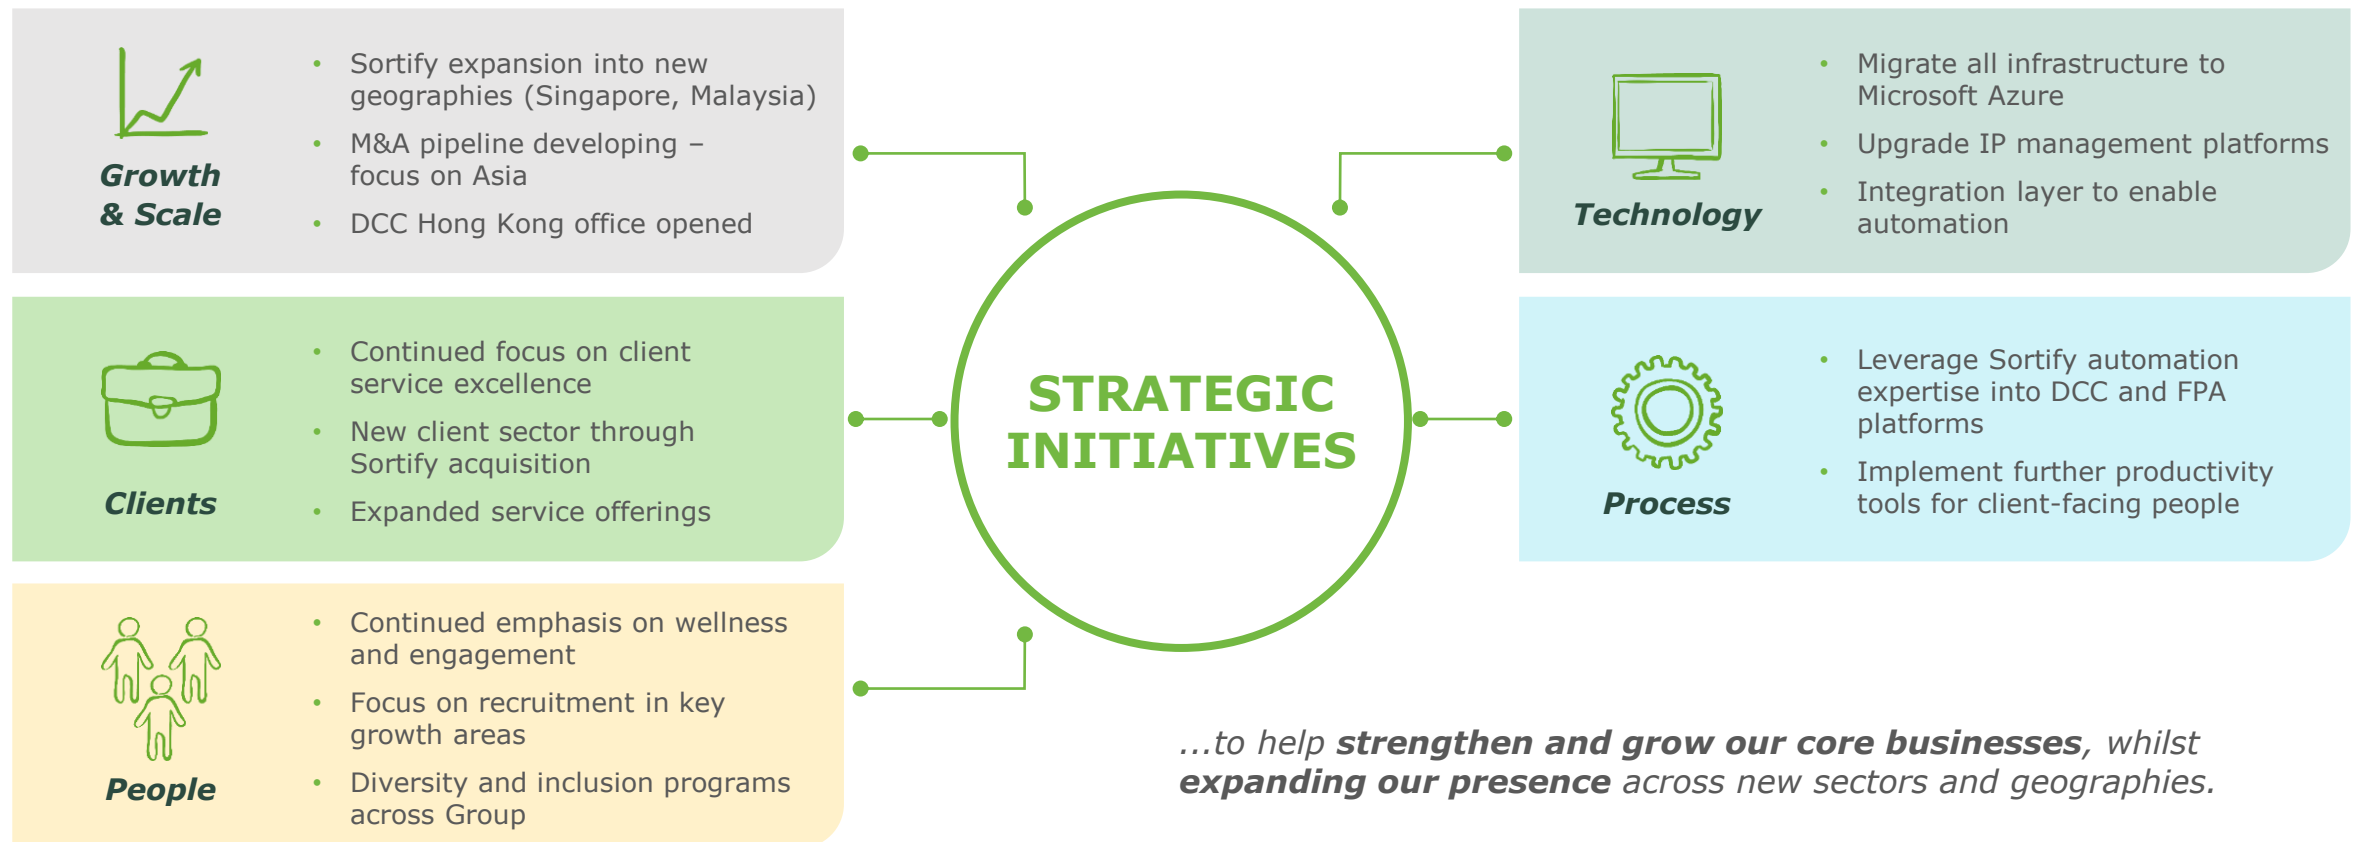 Growth
& Scale
• Sortify expansion into new
geographies (Singapore, Malaysia)
• M&A pipeline developing –
focus on Asia
• DCC Hong Kong office opened
Clients
• Continued focus on client
service excellence
• New client sector through
Sortify acquisition
• Expanded service offerings
People
• Continued emphasis on wellness
and engagement
• Focus on recruitment in key
growth areas
• Diversity and inclusion programs
across Group
STRATEGIC
INITIATIVES
Technology
• Migrate all infrastructure to
Microsoft Azure
• Upgrade IP management platforms
• Integration layer to enable
automation
Process
• Leverage Sortify automation
expertise into DCC and FPA
platforms
• Implement further productivity
tools for client-facing people
...to help strengthen and grow our core businesses, whilst
expanding our presence across new sectors and geographies.